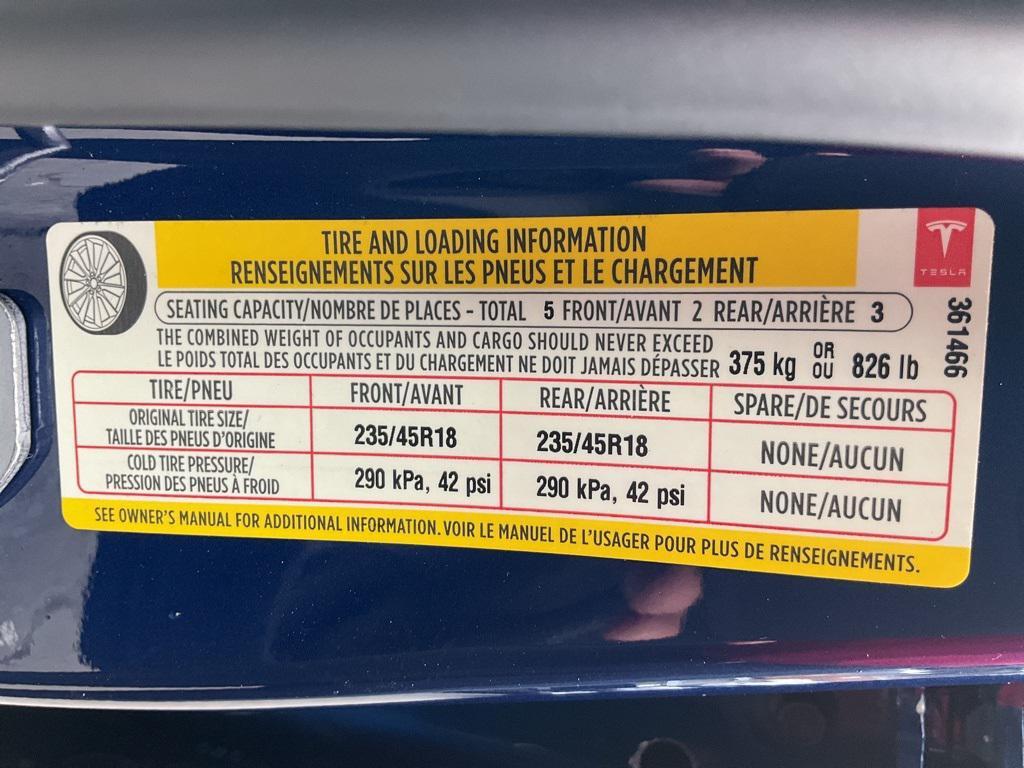 TIRE AND LOADING INFORMATION
RENSEIGNEMENTS SUR LES PNEUS ET LE CHARGEMENT
TESLA
361466
SEATING CAPACITY/NOMBRE DE PLACES - TOTAL 5 FRONT/AVANT 2 REAR/ARRIÈRE 3
THE COMBINED WEIGHT OF OCCUPANTS AND CARGO SHOULD NEVER EXCEED
LE POIDS TOTAL DES OCCUPANTS ET DU CHARGEMENT NE DOIT JAMAIS DÉPASSER
375 kg OR/OU 826 lb
TIRE/PNEU FRONT/AVANT REAR/ARRIÈRE SPARE/DE SECOURS
ORIGINAL TIRE SIZE/
TAILLE DES PNEUS D'ORIGINE 235/45R18 235/45R18 NONE/AUCUN
COLD TIRE PRESSURE/
PRESSION DES PNEUS À FROID 290 kPa, 42 psi 290 kPa, 42 psi NONE/AUCUN
SEE OWNER'S MANUAL FOR ADDITIONAL INFORMATION. VOIR LE MANUEL DE L'USAGER POUR PLUS DE RENSEIGNEMENTS.